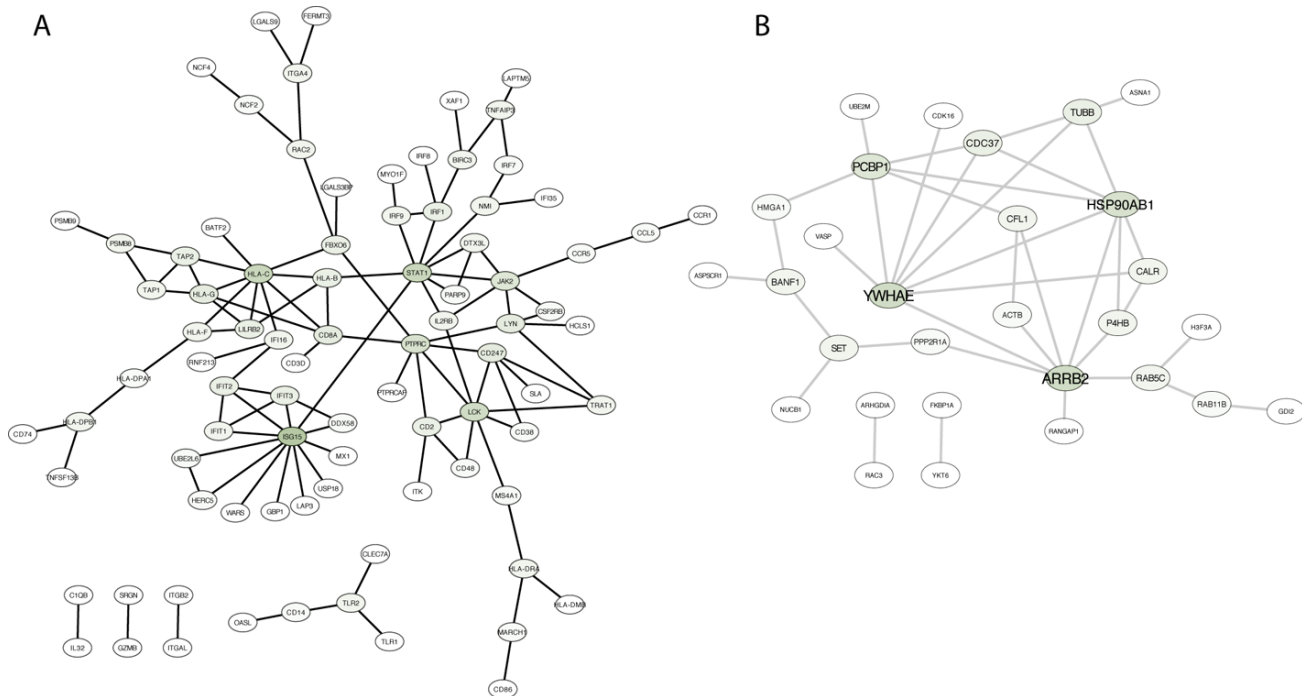 A
B
LGALS9
FERMT3
NCF4
ITGA4
LAPTM5
NCF2
XAF1
TNFAIP3
RAC2
IRF8
BIRC3
IRF7
MYO1F
LGALS3BP
IRF9
IRF1
NMI
IFI35
PSMB9
BATF2
CCR1
CCL5
PSMB8
TAP2
FBXO6
DTX3L
CCR5
HLA-C
HLA-B
STAT1
JAK2
TAP1
HLA-G
PARP9
CSF2RB
HLA-F
LILRB2
CD8A
IL2RB
LYN
HCLS1
IFI16
PTPRC
CD247
RNF213
CD3D
HLA-DPA1
IFIT2
IFIT3
PTPRCAP
SLA
TRAT1
HLA-DPB1
LCK
CD74
IFIT1
DDX58
CD2
CD38
ISG15
UBE2L6
MX1
CD48
TNFSF13B
HERC5
USP18
ITK
MS4A1
WARS
GBP1
LAP3
CLEC7A
HLA-DRA
C1QB
SRGN
ITGB2
TLR2
HLA-DMB
OASL
CD14
MARCH1
IL32
GZMB
ITGAL
TLR1
CD86
ASNA1
UBE2M
CDK16
TUBB
CDC37
PCBP1
HMGA1
HSP90AB1
CFL1
VASP
ASPSCR1
BANF1
CALR
YWHAE
ACTB
P4HB
H3F3A
SET
PPP2R1A
ARRB2
RAB5C
NUCB1
ARHGDIA
FKBP1A
RAB11B
GDI2
RANGAP1
RAC3
YKT6